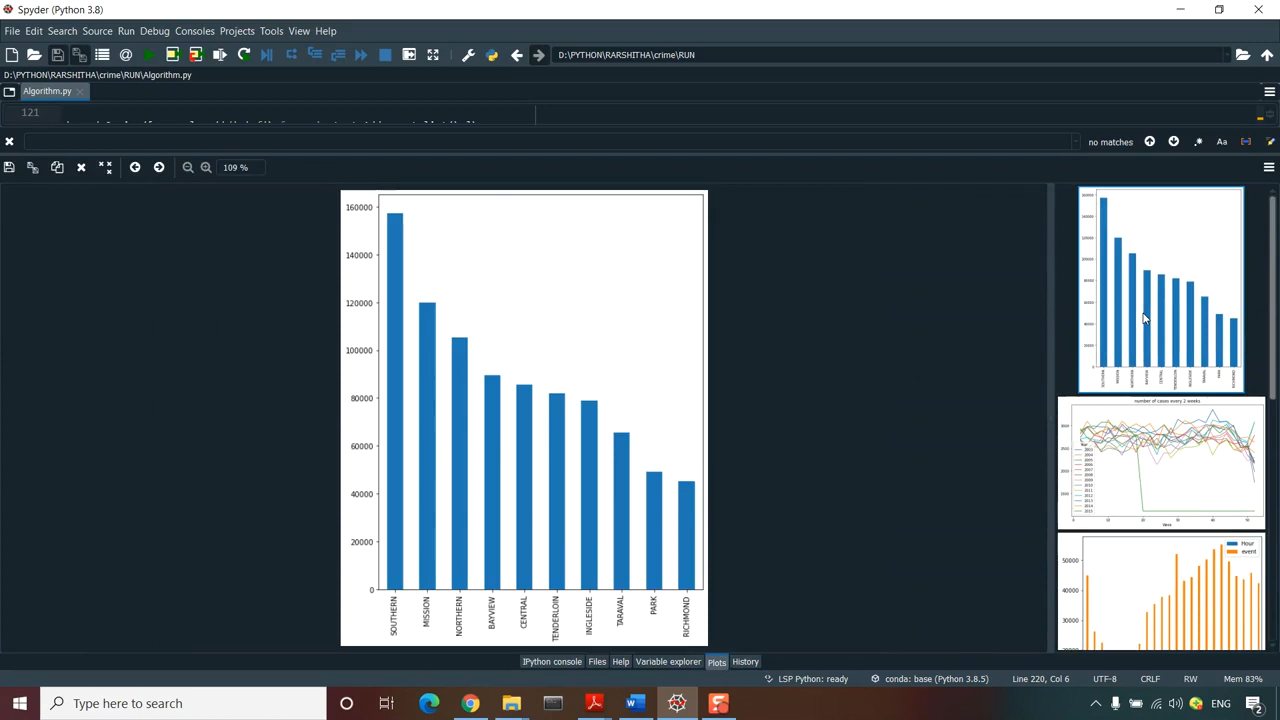 Spyder (Python 3.8)
File Edit Search Source Run Debug Consoles Projects Tools View Help
D:\PYTHON\RARSHITHA\crime\RUN
D:\PYTHON\RARSHITHA\crime\RUN\Algorithm.py
Algorithm.py
121
no matches
Aa
109 %
160000
140000
120000
100000
80000
60000
40000
20000
0
SOUTHERN
MISSION
NORTHERN
BAYVIEW
CENTRAL
TENDERLOIN
INGLESIDE
TARAVAL
PARK
RICHMOND
number of cases every 2 weeks
Week
Hour
event
50000
40000
30000
IPython console Files Help Variable explorer Plots History
LSP Python: ready conda: base (Python 3.8.5) Line 220, Col 6 UTF-8 CRLF RW Mem 83%
Type here to search
ENG
2